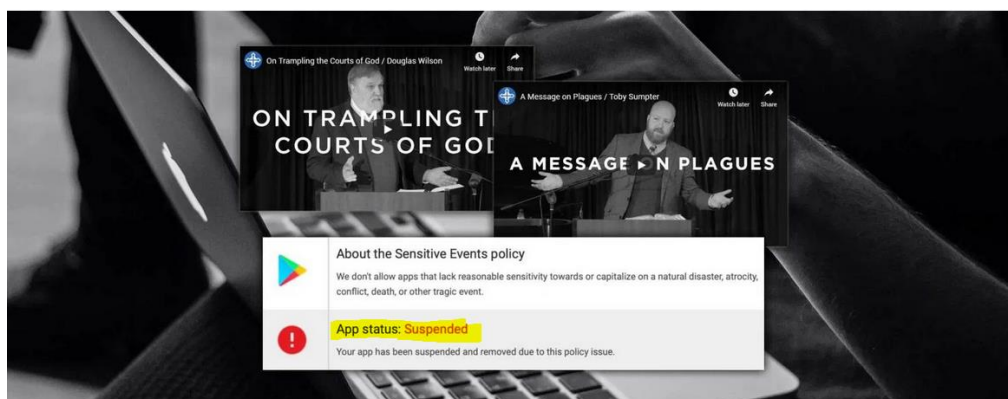 On Trampling the Courts of God / Douglas Wilson
Watch later
Share
ON TRAMPLING T
COURTS OF GOD
A Message on Plagues / Toby Sumpter
Watch later
Share
A MESSAGE N PLAGUES
About the Sensitive Events policy
We don't allow apps that lack reasonable sensitivity towards or capitalize on a natural disaster, atrocity,
conflict, death, or other tragic event.
App status: Suspended
Your app has been suspended and removed due to this policy issue.